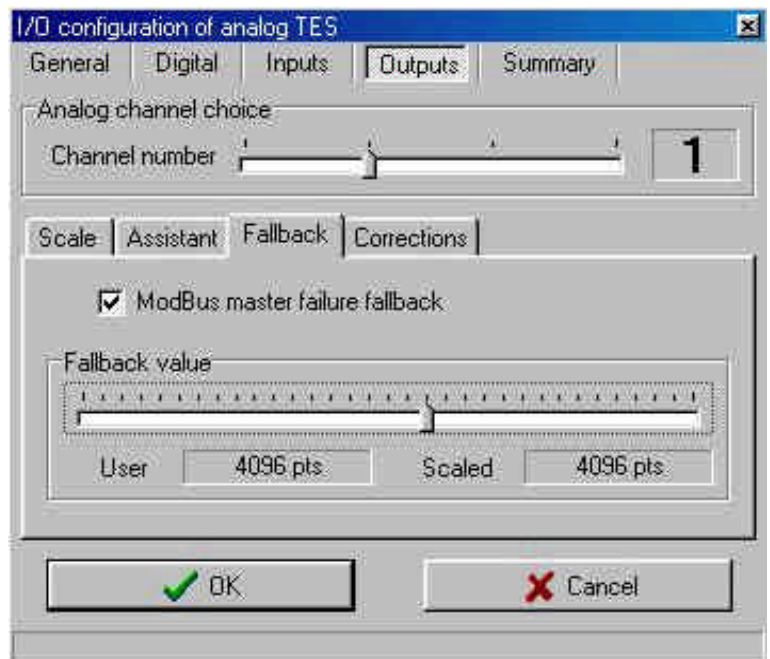 I/O configuration of analog TES
General Digital Inputs Outputs Summary
Analog channel choice
Channel number 1
Scale Assistant Fallback Corrections
ModBus master failure fallback
Fallback value
User 4096 pts Scaled 4096 pts
OK Cancel